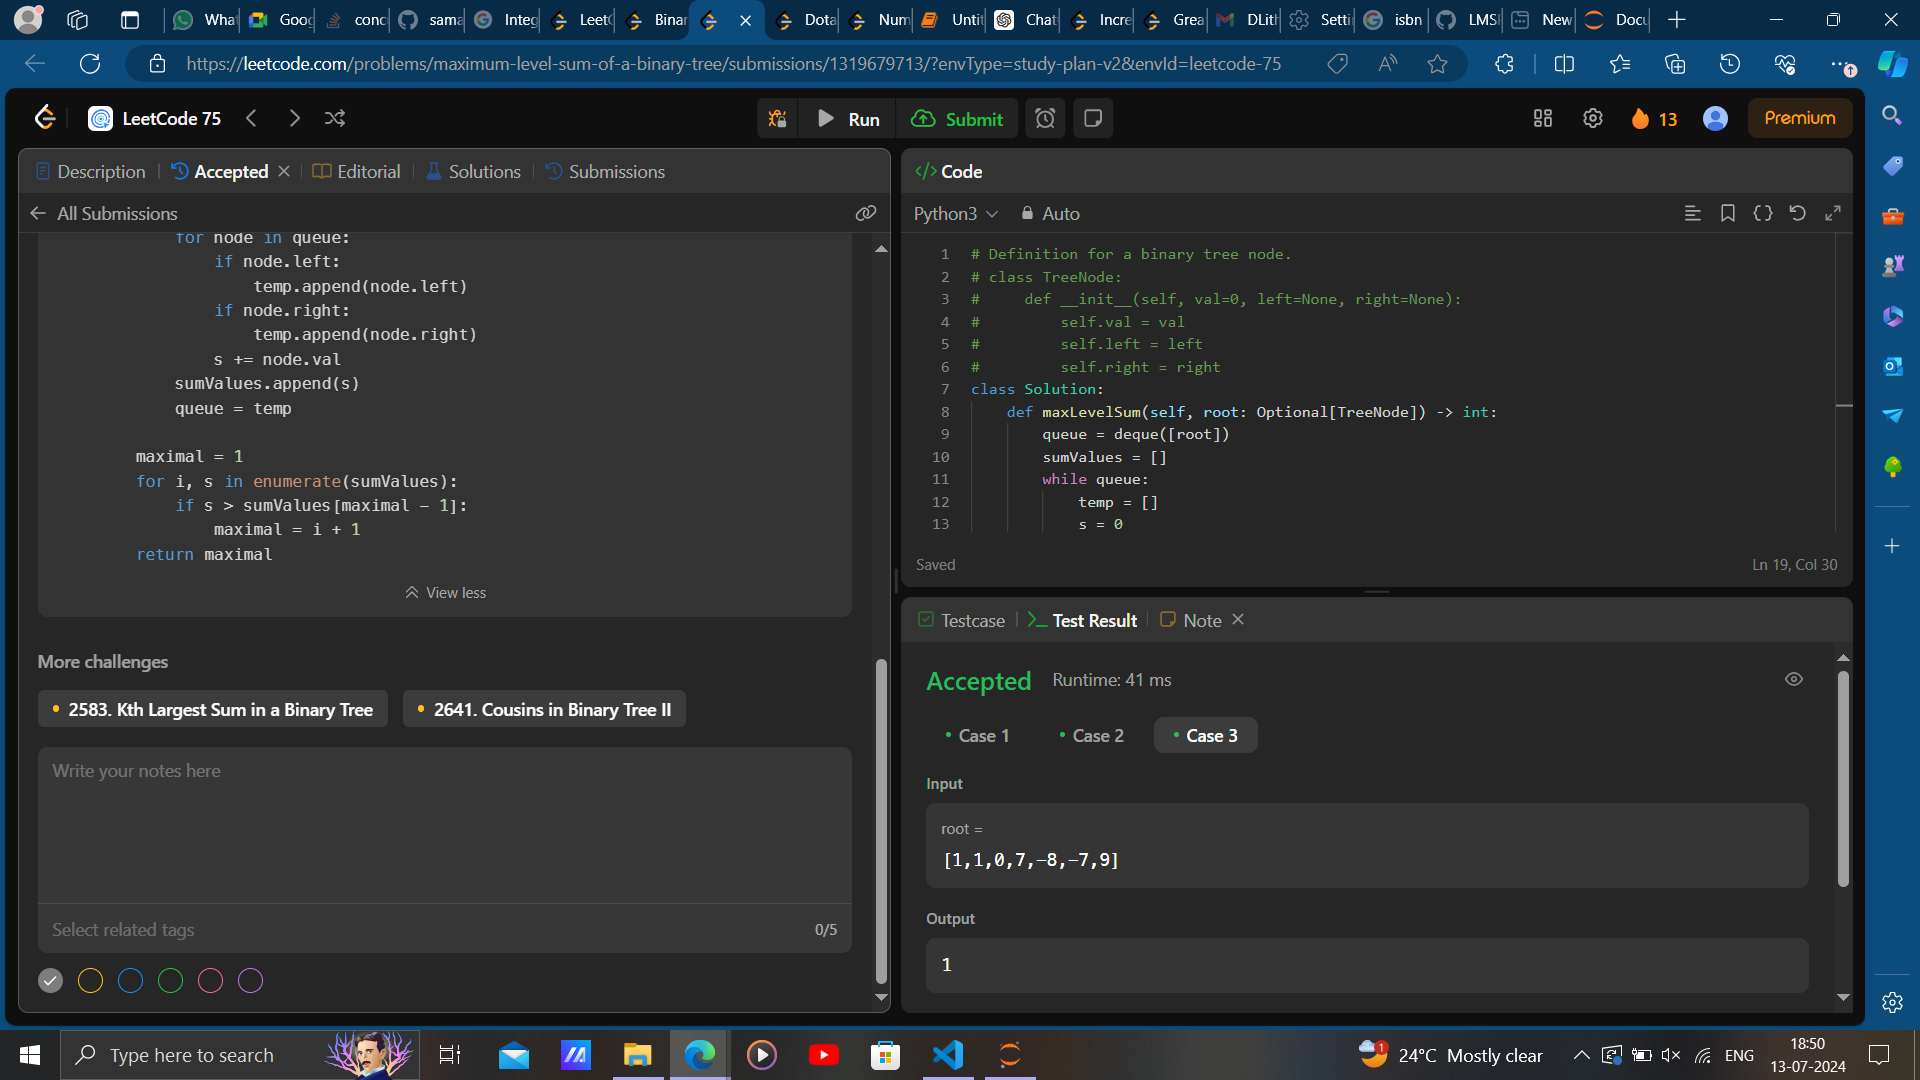 What
Goog
conc
sama
Integ
LeetC
Binar
Dota
Num
Untit
Chat
Incre
Grea
DLith
Setti
isbn
LMS
New
Docu
https://leetcode.com/problems/maximum-level-sum-of-a-binary-tree/submissions/1319679713/?envType=study-plan-v2&envId=leetcode-75
LeetCode 75
Run
Submit
13
Premium
Description
Accepted
Editorial
Solutions
Submissions
All Submissions
for node in queue:
if node.left:
temp.append(node.left)
if node.right:
temp.append(node.right)
s += node.val
sumValues.append(s)
queue = temp
maximal = 1
for i, s in enumerate(sumValues):
if s > sumValues[maximal - 1]:
maximal = i + 1
return maximal
View less
More challenges
2583. Kth Largest Sum in a Binary Tree
2641. Cousins in Binary Tree II
Write your notes here
Select related tags
0/5
</> Code
Python3
Auto
1 # Definition for a binary tree node.
2 # class TreeNode:
3 #     def __init__(self, val=0, left=None, right=None):
4 #         self.val = val
5 #         self.left = left
6 #         self.right = right
7 class Solution:
8     def maxLevelSum(self, root: Optional[TreeNode]) -> int:
9         queue = deque([root])
10         sumValues = []
11         while queue:
12             temp = []
13             s = 0
Saved
Ln 19, Col 30
Testcase
Test Result
Note
Accepted
Runtime: 41 ms
Case 1
Case 2
Case 3
Input
root =
[1,1,0,7,-8,-7,9]
Output
1
Type here to search
1
24°C Mostly clear
ENG
18:50
13-07-2024